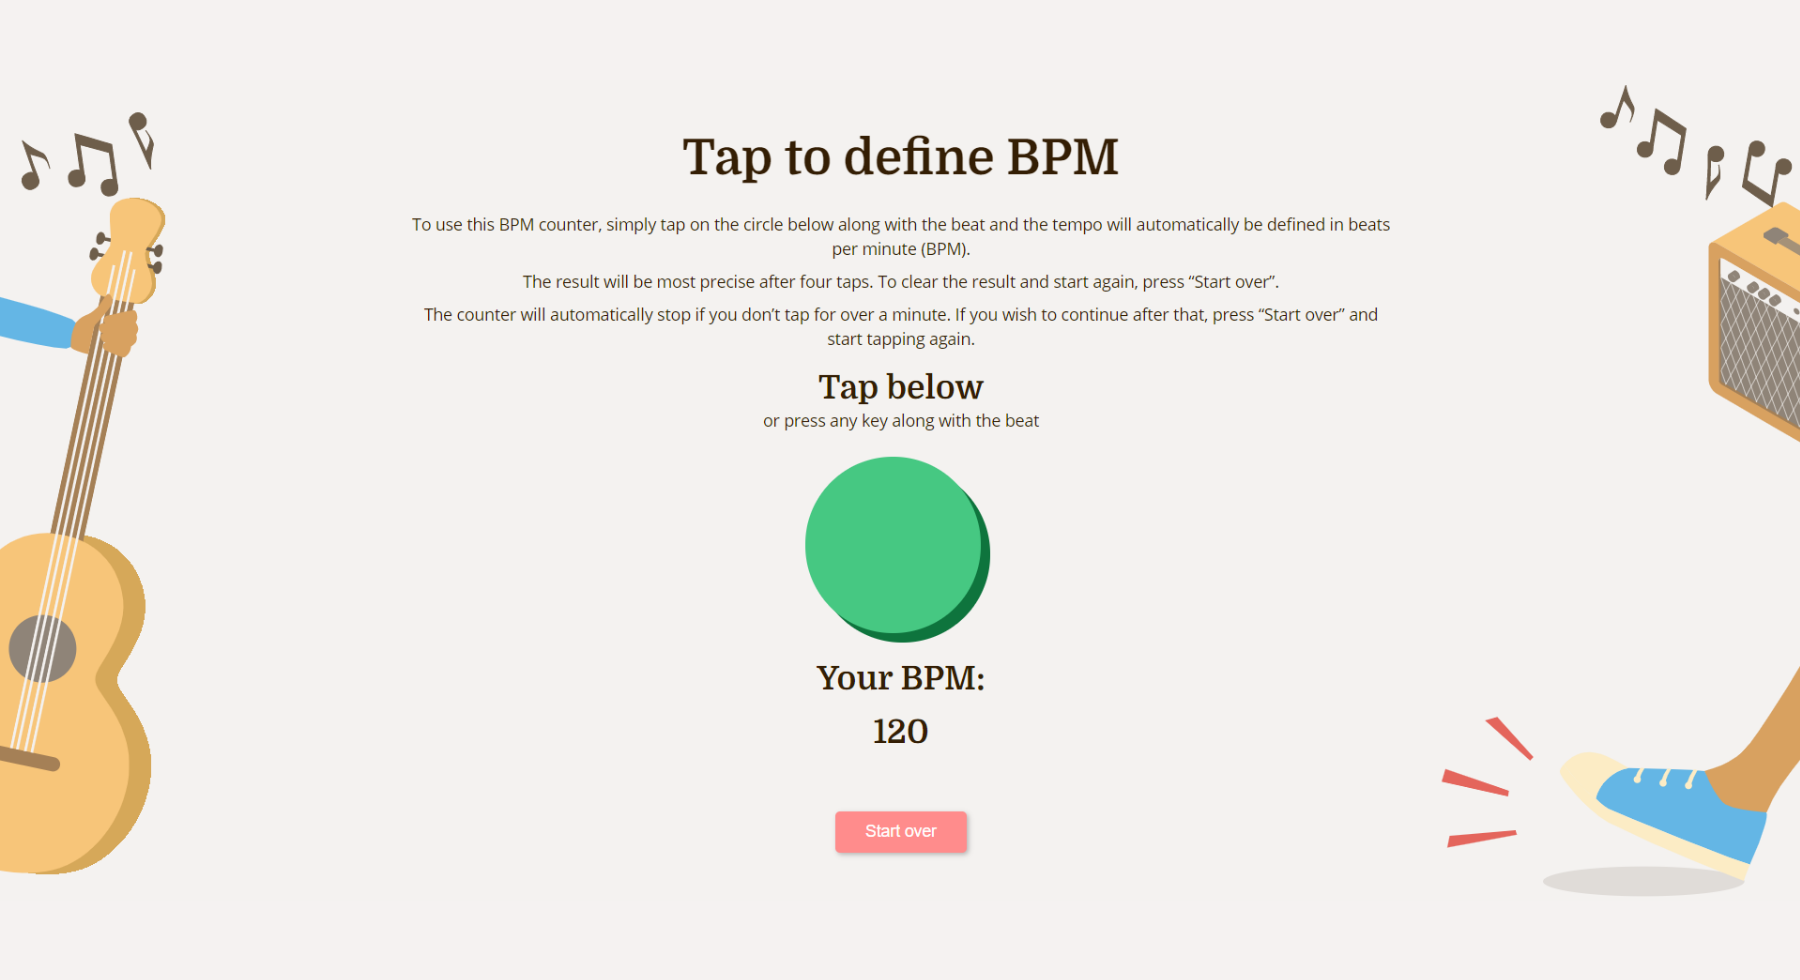 Tap to define BPM
To use this BPM counter, simply tap on the circle below along with the beat and the tempo will automatically be defined in beats
per minute (BPM).
The result will be most precise after four taps. To clear the result and start again, press “Start over”.
The counter will automatically stop if you don’t tap for over a minute. If you wish to continue after that, press “Start over” and
start tapping again.
Tap below
or press any key along with the beat
Your BPM:
120
Start over